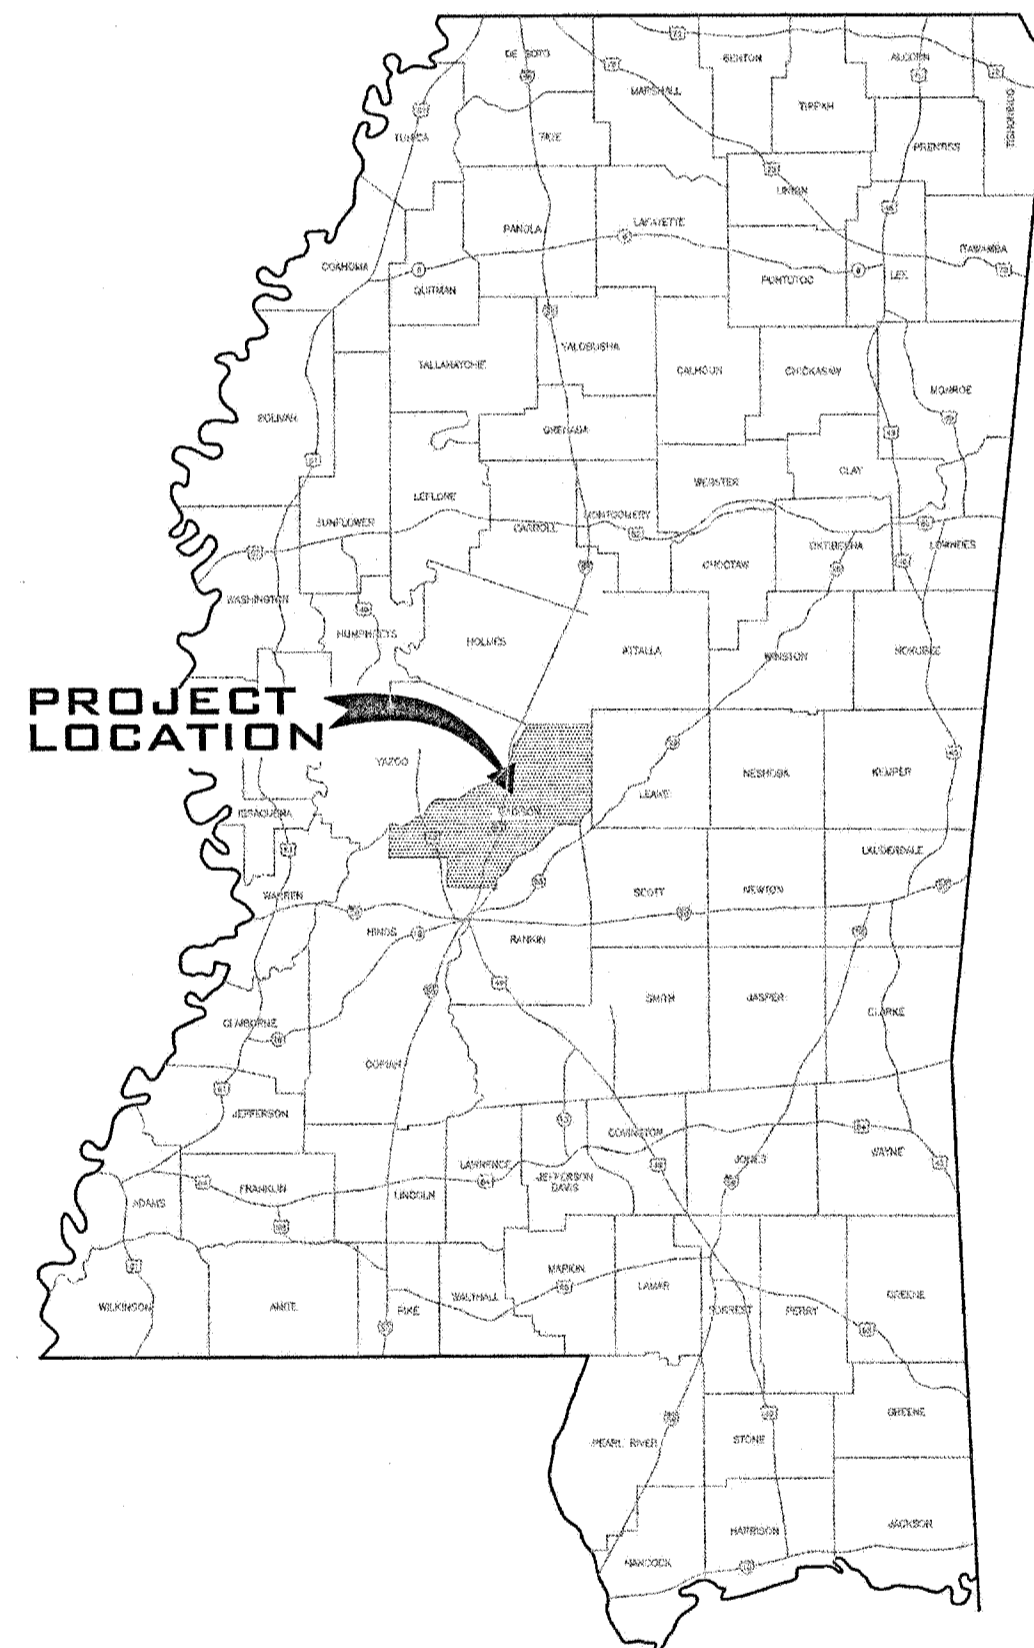 DE SOTO
BENTON
ALCORN
MARSHALL
TIPPAH
TUNICA
TATE
PRENTISS
UNION
PANOLA
LAFAYETTE
ITAWAMBA
COAHOMA
QUITMAN
PONTOTOC
LEE
TALLAHATCHIE
YALOBUSHA
CALHOUN
CHICKASAW
MONROE
BOLIVAR
GRENADA
CLAY
WEBSTER
LEFLORE
SUNFLOWER
CARROLL
MONTGOMERY
OKTIBBEHA
LOWNDES
CHOCTAW
WASHINGTON
HUMPHREYS
HOLMES
ATTALLA
WINSTON
NOXUBEE
PROJECT
LOCATION
YAZOO
LEAKE
NESHOBA
KEMPER
ISSAQUENA
MADISON
LAUDERDALE
WARREN
SCOTT
NEWTON
HINDS
RANKIN
SMITH
JASPER
CLARKE
CLAIBORNE
COPIAH
JEFFERSON
COVINGTON
LAWRENCE
JEFFERSON
DAVIS
JONES
WAYNE
ADAMS
FRANKLIN
LINCOLN
WILKINSON
AMITE
PIKE
WALTHALL
MARION
LAMAR
FORREST
PERRY
GREENE
PEARL RIVER
STONE
GREENE
HANCOCK
HARRISON
JACKSON